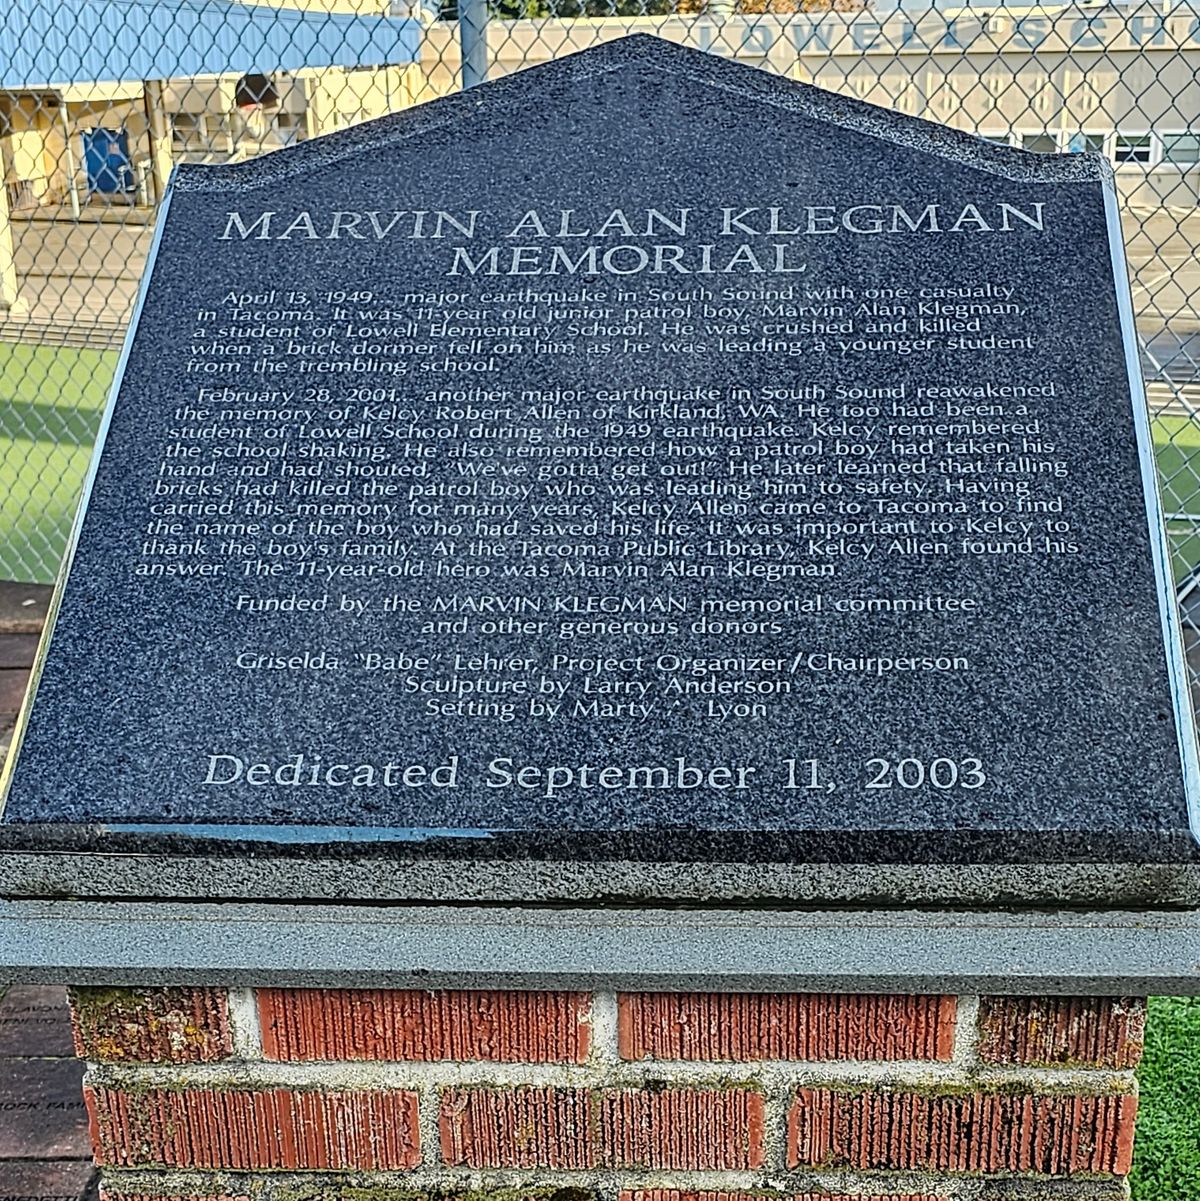 LOWELL SCH
MARVIN ALAN KLEGMAN
MEMORIAL
April 13, 1949... major earthquake in South Sound with one casualty
in Tacoma. It was 11-year old junior patrol boy, Marvin Alan Klegman,
a student of Lowell Elementary School. He was crushed and killed
when a brick dormer fell on him as he was leading a younger student
from the trembling school.
February 28, 2001... another major earthquake in South Sound reawakened
the memory of Kelcy Robert Allen of Kirkland, WA. He too had been a
student of Lowell School during the 1949 earthquake. Kelcy remembered
the school shaking. He also remembered how a patrol boy had taken his
hand and had shouted, "We've gotta get out!" He later learned that falling
bricks had killed the patrol boy who was leading him to safety. Having
carried this memory for many years, Kelcy Allen came to Tacoma to find
the name of the boy who had saved his life. It was important to Kelcy to
thank the boy's family. At the Tacoma Public Library, Kelcy Allen found his
answer. The 11-year-old hero was Marvin Alan Klegman.
Funded by the MARVIN KLEGMAN memorial committee
and other generous donors
Griselda "Babe" Lehrer, Project Organizer/Chairperson
Sculpture by Larry Anderson
Setting by Marty Lyon
Dedicated September 11, 2003